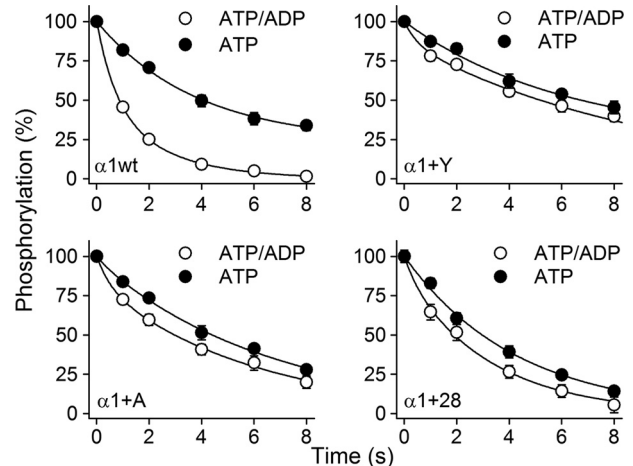 ATP/ADP
ATP
100
75
50
25
0
α1wt
0 2 4 6 8
ATP/ADP
ATP
100
75
50
25
0
α1+Y
0 2 4 6 8
Phosphorylation (%)
ATP/ADP
ATP
100
75
50
25
0
α1+A
0 2 4 6 8
ATP/ADP
ATP
100
75
50
25
0
α1+28
0 2 4 6 8
Time (s)